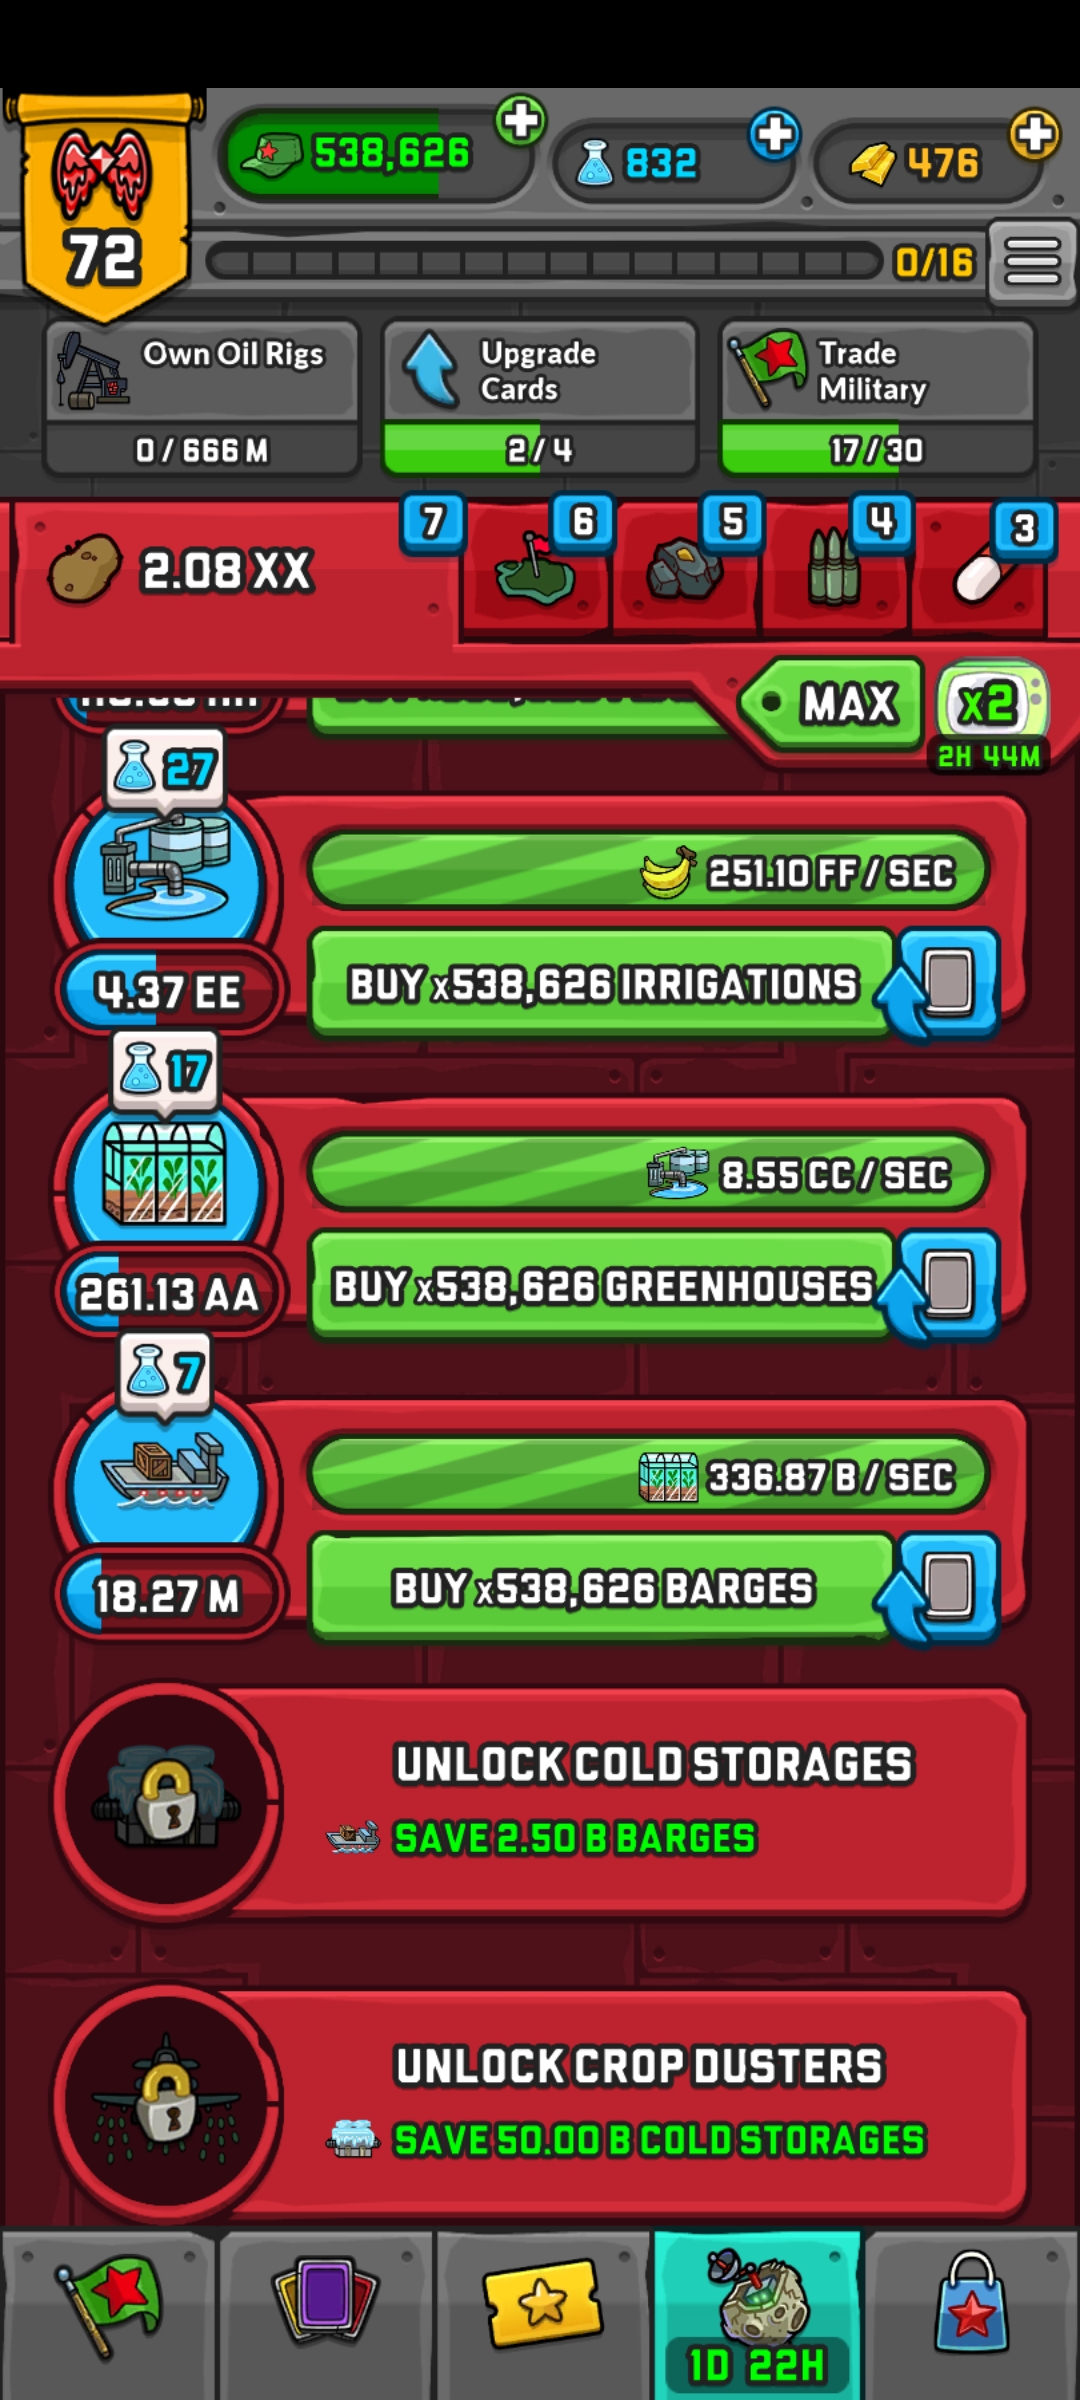 538,626
832
476
72
0/16
Own Oil Rigs
0 / 666 M
Upgrade
Cards
2 / 4
Trade
Military
17 / 30
2.08 XX
7
6
5
4
3
MAX
x2
2H 44M
27
251.10 FF / SEC
4.37 EE
BUY x538,626 IRRIGATIONS
17
8.55 CC / SEC
261.13 AA
BUY x538,626 GREENHOUSES
7
336.87 B / SEC
18.27 M
BUY x538,626 BARGES
UNLOCK COLD STORAGES
SAVE 2.50 B BARGES
UNLOCK CROP DUSTERS
SAVE 50.00 B COLD STORAGES
1D 22H